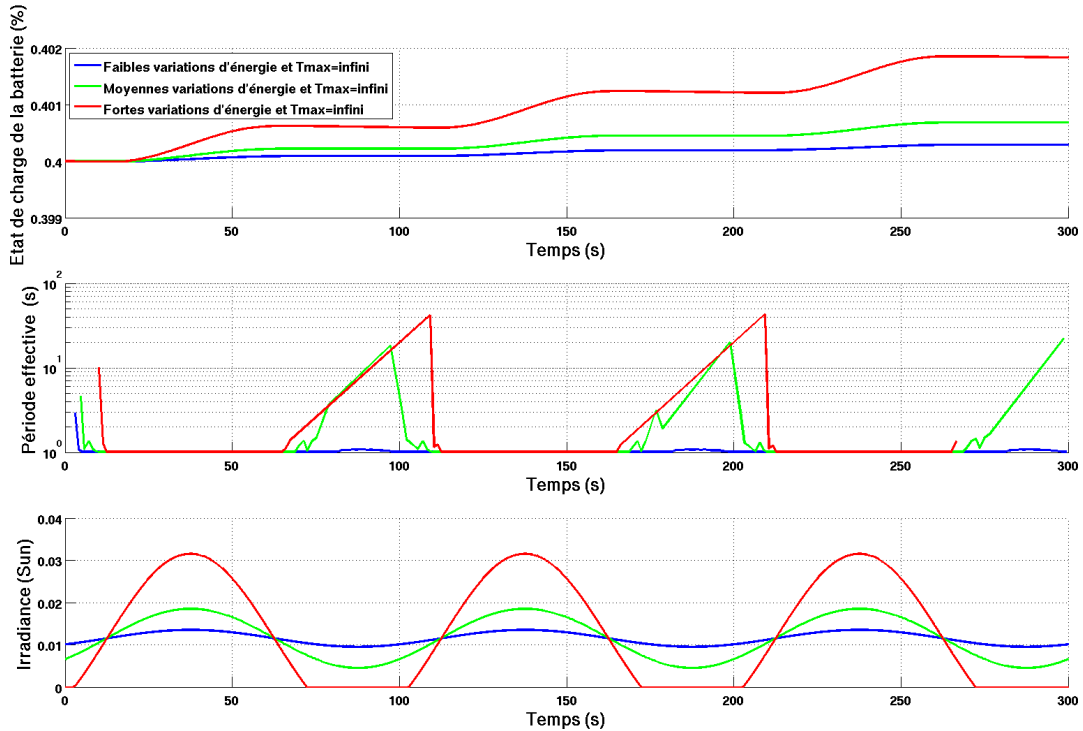 Etat de charge de la batterie (%)
0.402
0.401
0.4
0.399
Faibles variations d'énergie et Tmax=infini
Moyennes variations d'énergie et Tmax=infini
Fortes variations d'énergie et Tmax=infini
0 50 100 150 200 250 300
Temps (s)
Période effective (s)
10^2
10^1
10^0
0 50 100 150 200 250 300
Temps (s)
Irradiance (Sun)
0.04
0.03
0.02
0.01
0
0 50 100 150 200 250 300
Temps (s)